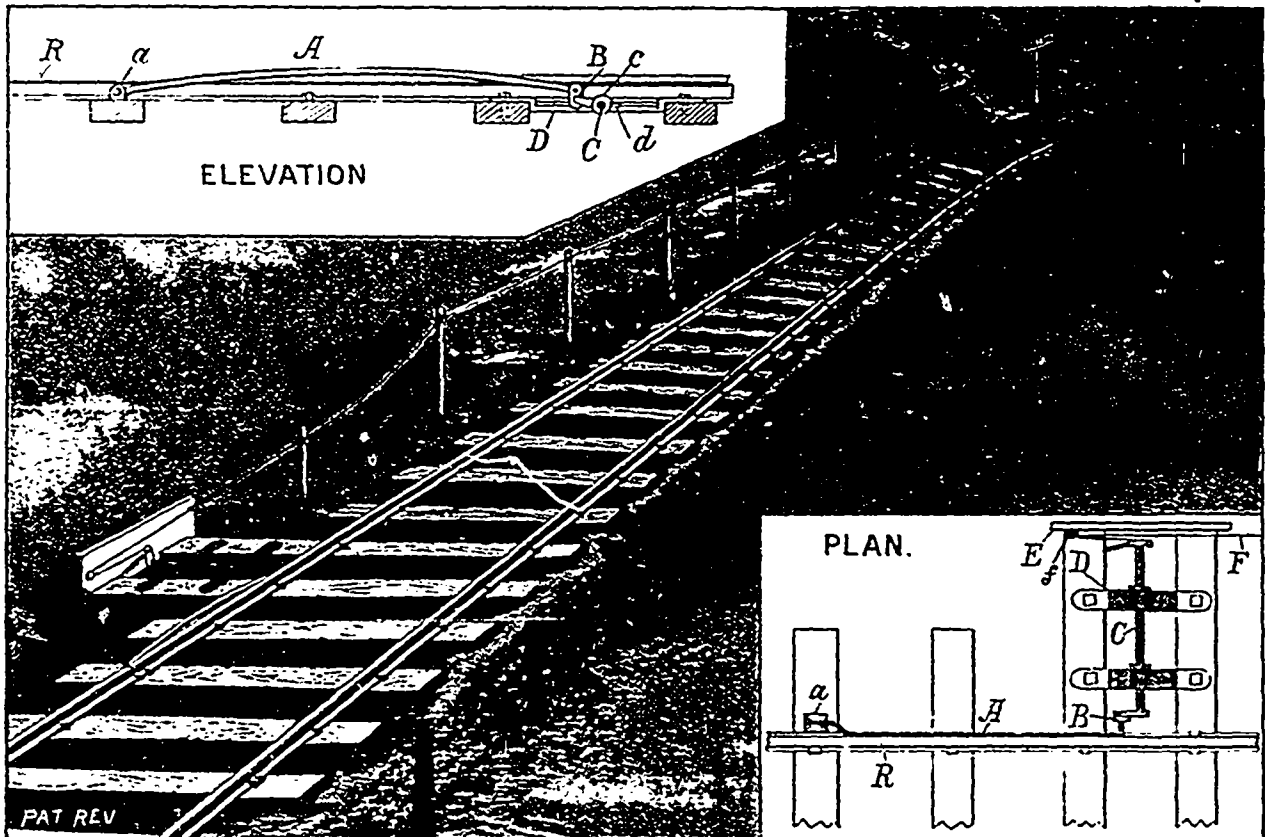 R a A B c
D C d
ELEVATION
PLAN.
E f D F
C
a A B
R
PAT REV